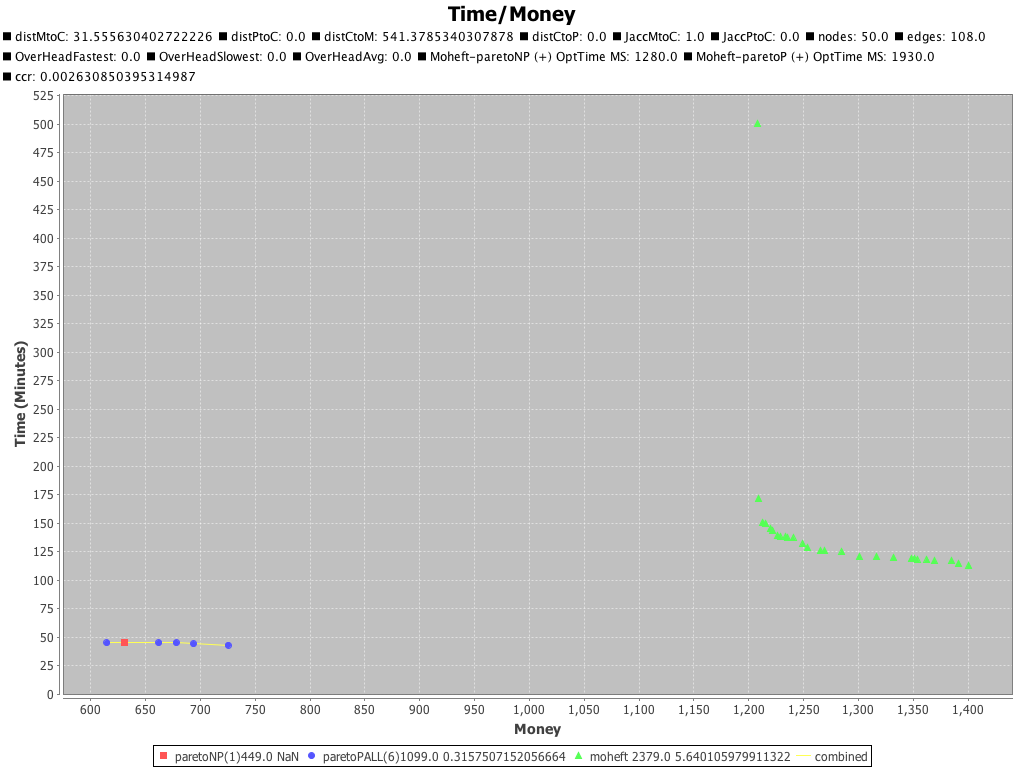 Time/Money
distMtoC: 31.555630402722226 distPtoC: 0.0 distCtoM: 541.3785340307878 distCtoP: 0.0 JaccMtoC: 1.0 JaccPtoC: 0.0 nodes: 50.0 edges: 108.0
OverHeadFastest: 0.0 OverHeadSlowest: 0.0 OverHeadAvg: 0.0 Moheft-paretoNP (+) OptTime MS: 1280.0 Moheft-paretoP (+) OptTime MS: 1930.0
ccr: 0.002630850395314987
525
500
475
450
425
400
375
350
325
300
275
250
225
200
175
150
125
100
75
50
25
0
Time (Minutes)
600 650 700 750 800 850 900 950 1,000 1,050 1,100 1,150 1,200 1,250 1,300 1,350 1,400
Money
paretoNP(1)449.0 NaN paretoPALL(6)1099.0 0.3157507152056664 moheft 2379.0 5.640105979911322 combined